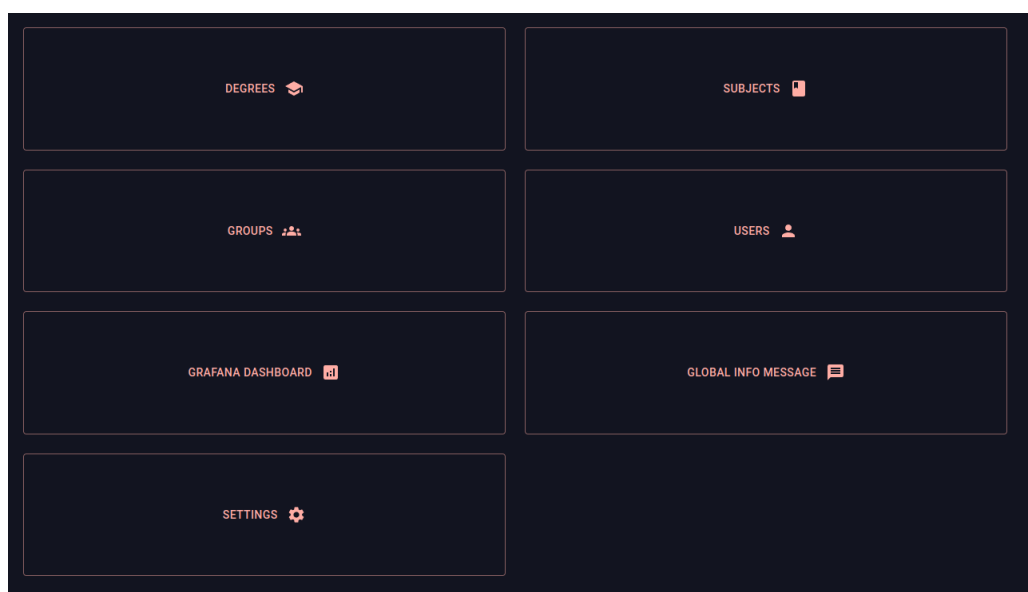 DEGREES
SUBJECTS
GROUPS
USERS
GRAFANA DASHBOARD
GLOBAL INFO MESSAGE
SETTINGS